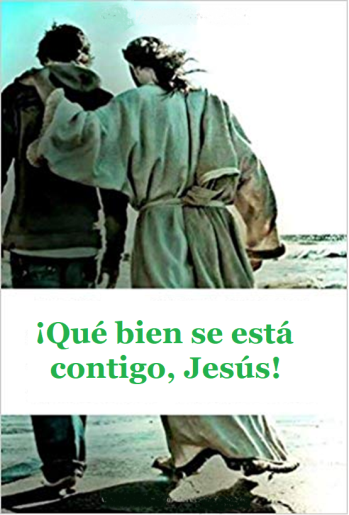 ¡Qué bien se está
contigo, Jesús!